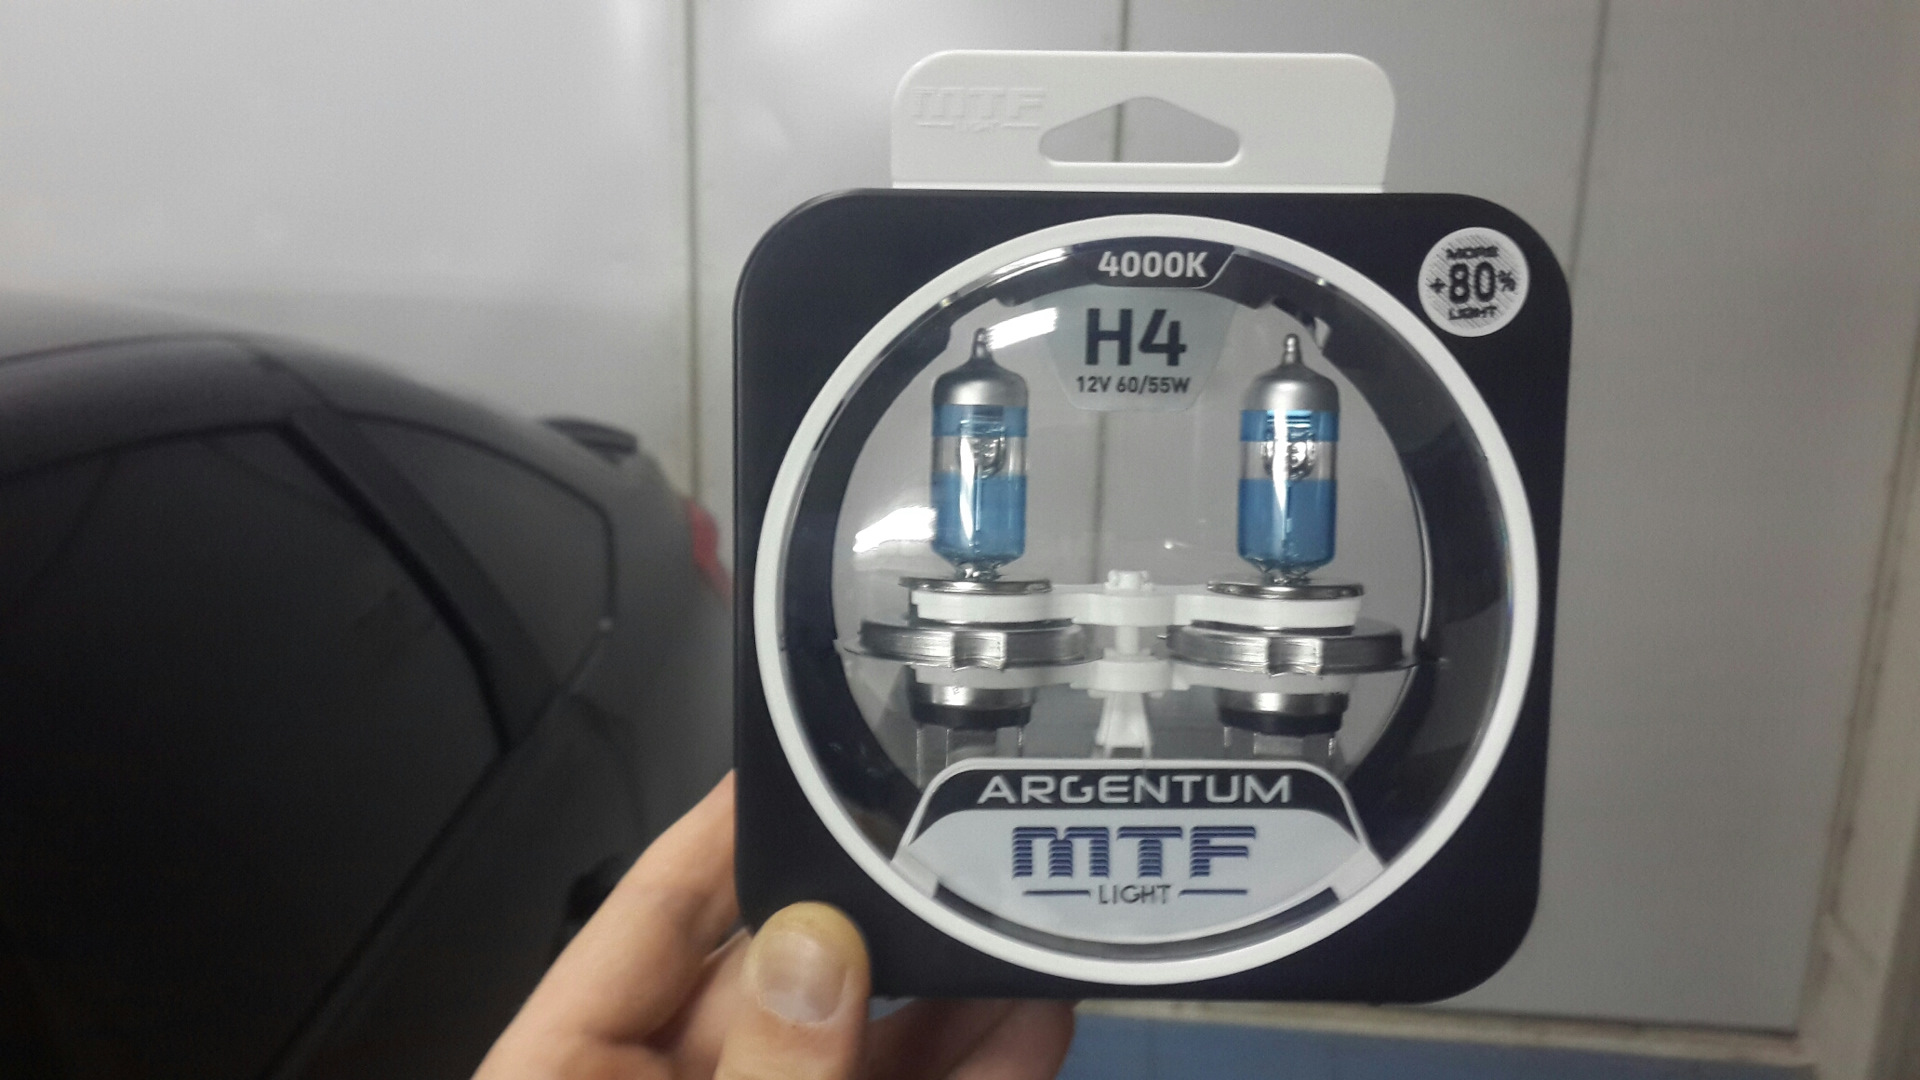 MTF
LIGHT
4000K
MORE
+80%
LIGHT
H4
12V 60/55W
ARGENTUM
MTF
LIGHT